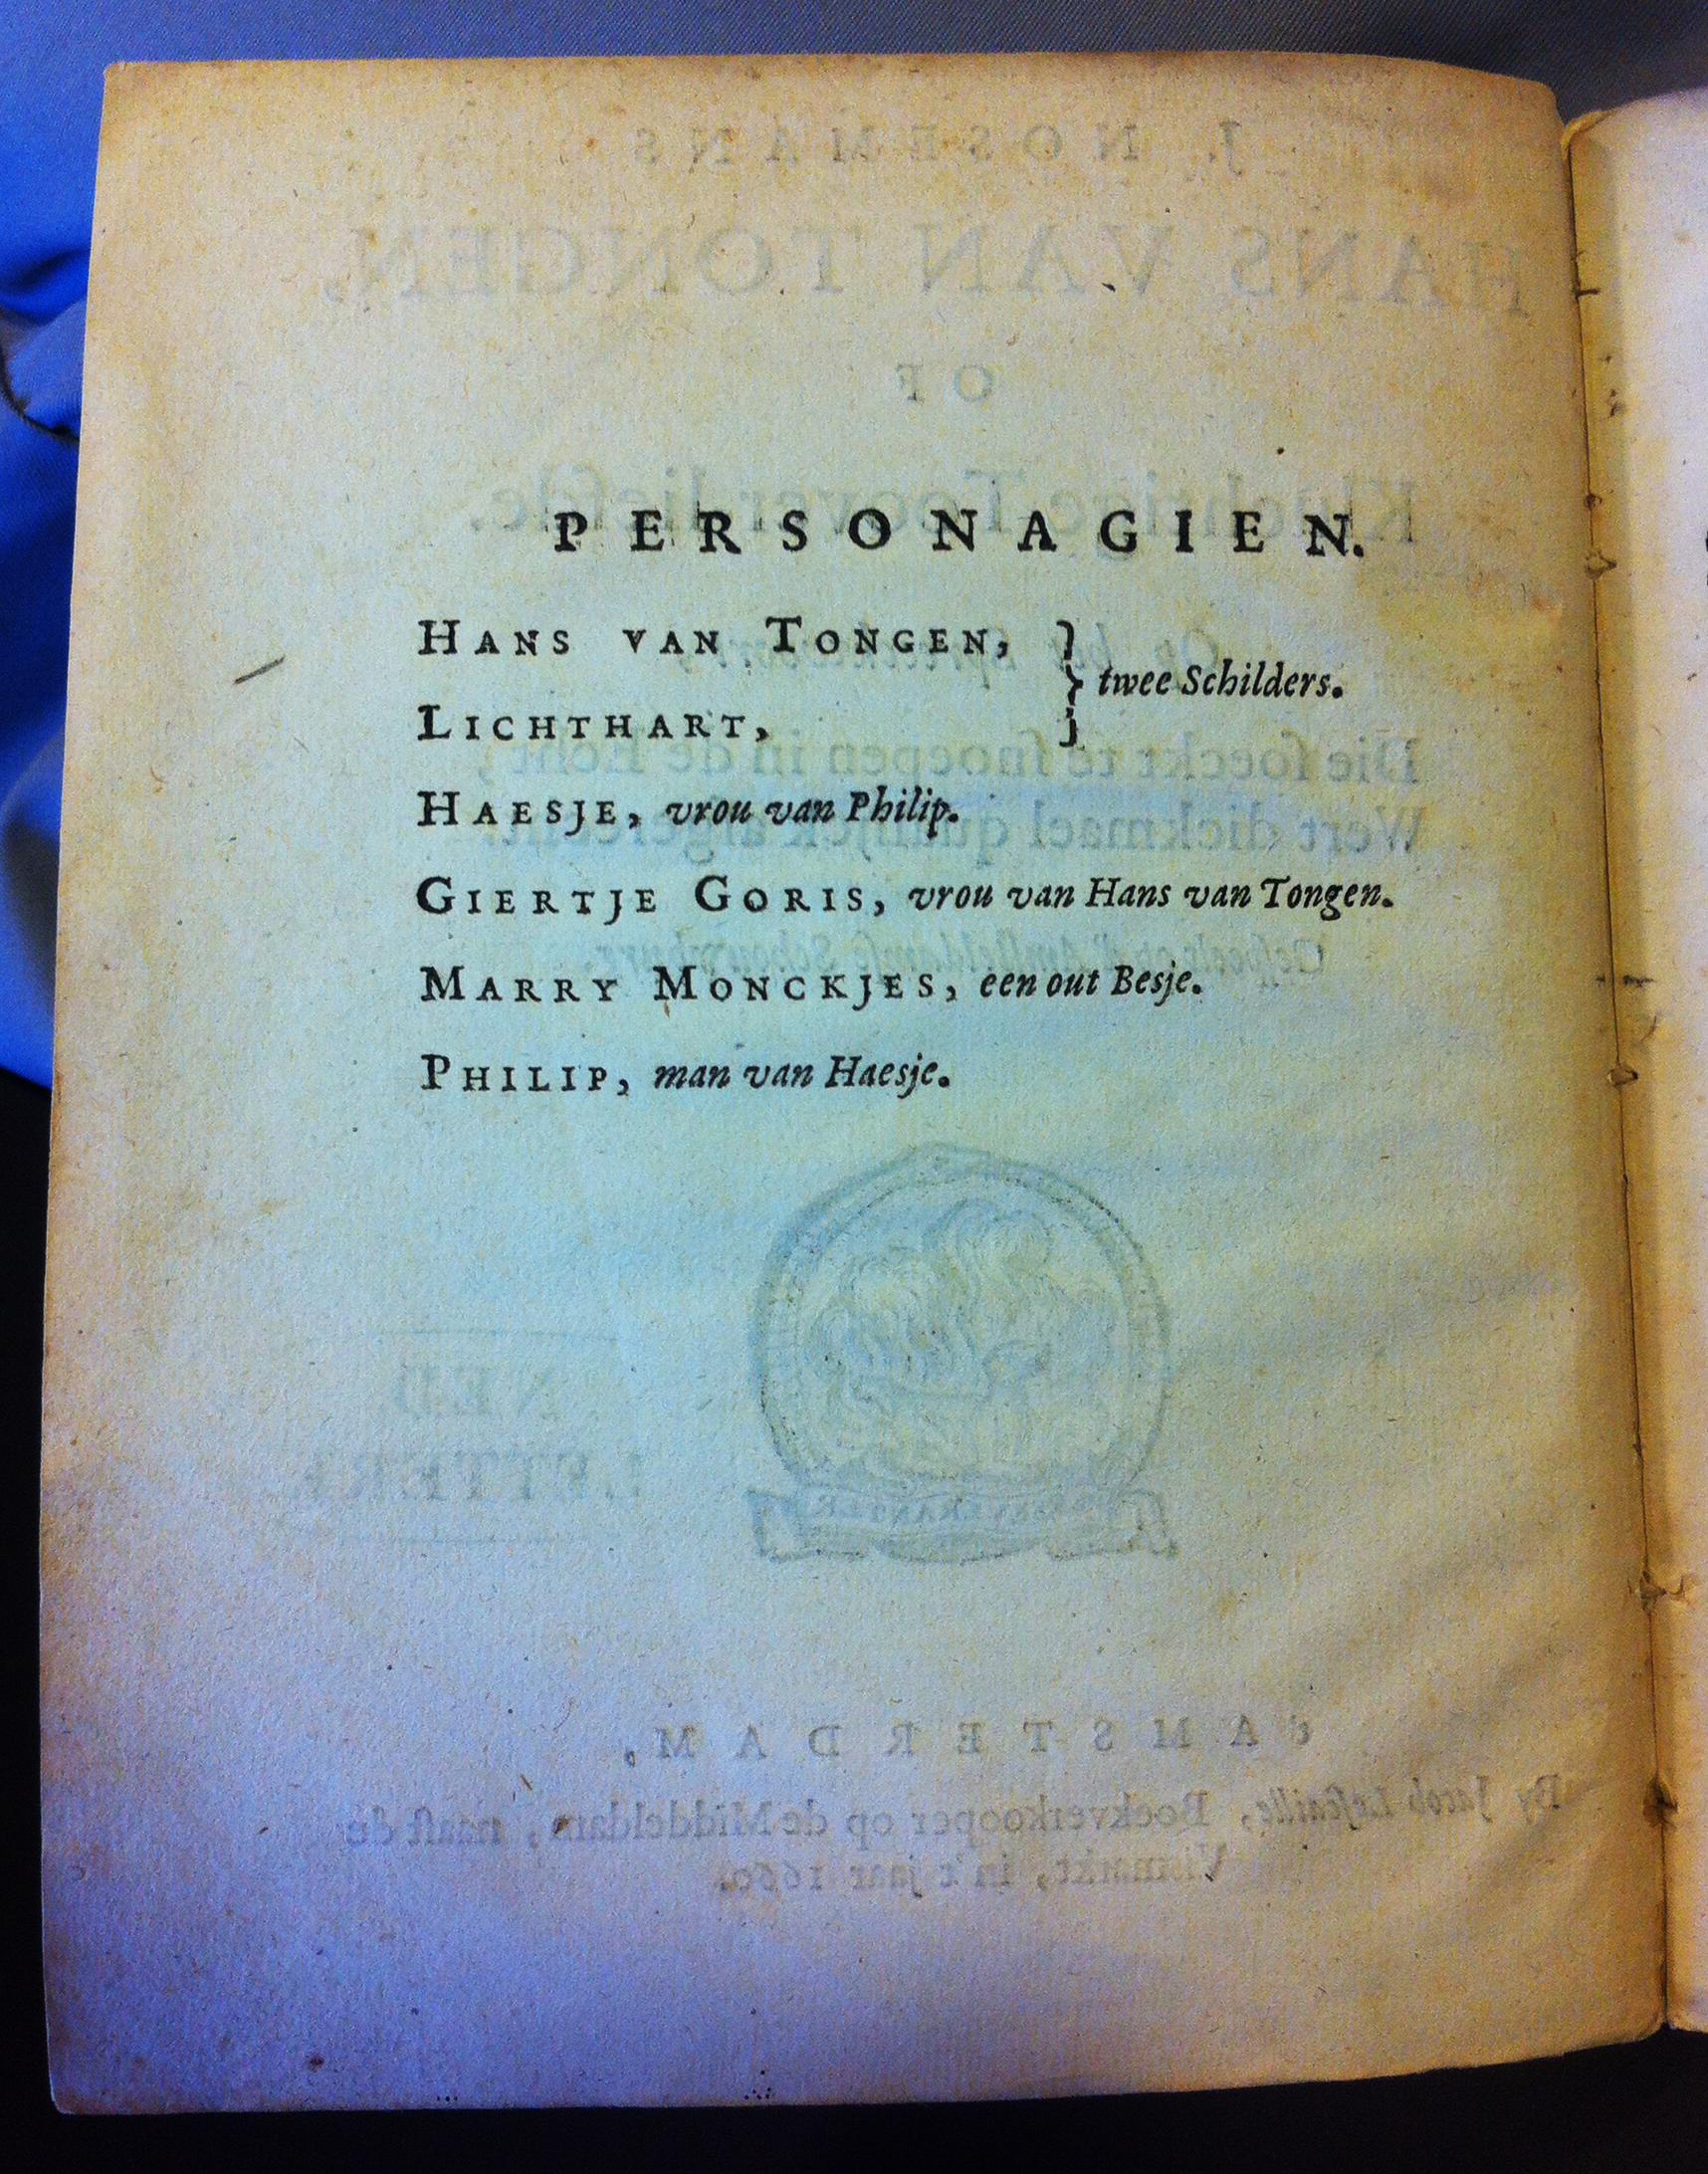 PERSONAGIEN.
HANS VAN TONGEN,
} twee Schilders.
LICHTHART,
HAESJE, vrou van Philip.
GIERTJE GORIS, vrou van Hans van Tongen.
MARRY MONCKJES, een out Besje.
PHILIP, man van Haesje.